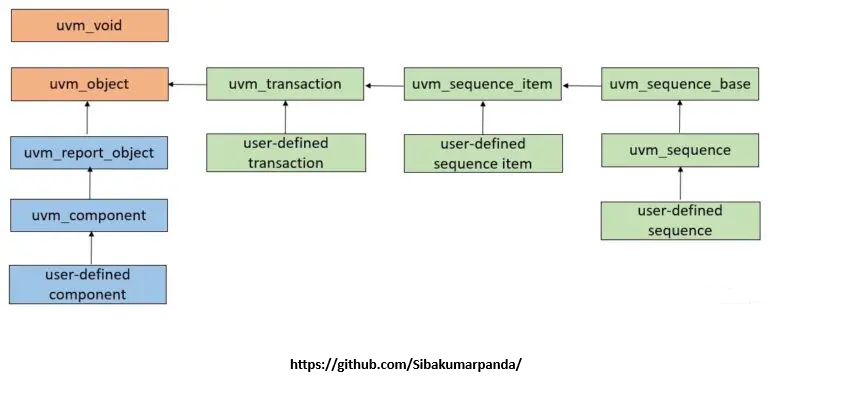 uvm_void
uvm_object
uvm_transaction
uvm_sequence_item
uvm_sequence_base
uvm_report_object
user-defined
transaction
user-defined
sequence item
uvm_sequence
uvm_component
user-defined
sequence
user-defined
component
https://github.com/Sibakumarpanda/